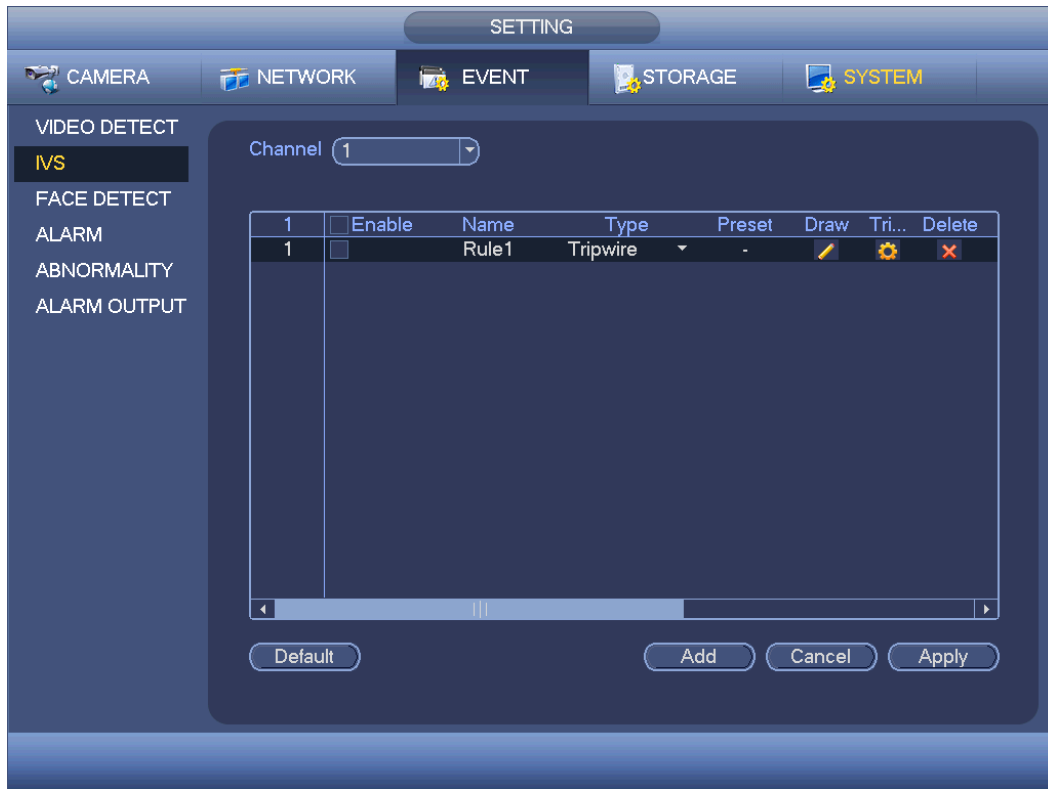 SETTING
CAMERA NETWORK EVENT STORAGE SYSTEM
VIDEO DETECT
IVS
FACE DETECT
ALARM
ABNORMALITY
ALARM OUTPUT
Channel 1
1 Enable Name Type Preset Draw Tri... Delete
1 Rule1 Tripwire -
Default Add Cancel Apply